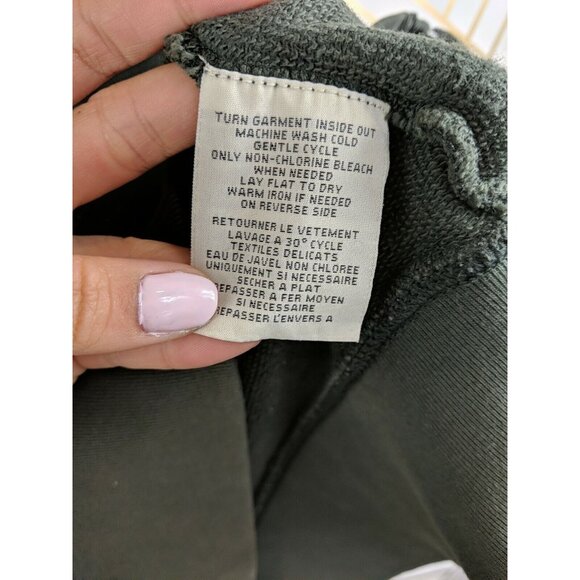 TURN GARMENT INSIDE OUT
MACHINE WASH COLD
GENTLE CYCLE
ONLY NON-CHLORINE BLEACH
WHEN NEEDED
LAY FLAT TO DRY
WARM IRON IF NEEDED
ON REVERSE SIDE
RETOURNER LE VETEMENT
LAVAGE A 30° CYCLE
TEXTILES DELICATS
EAU DE JAVEL NON CHLOREE
UNIQUEMENT SI NECESSAIRE
SECHER A PLAT
REPASSER A FER MOYEN
SI NECESSAIRE
REPASSER L'ENVERS A